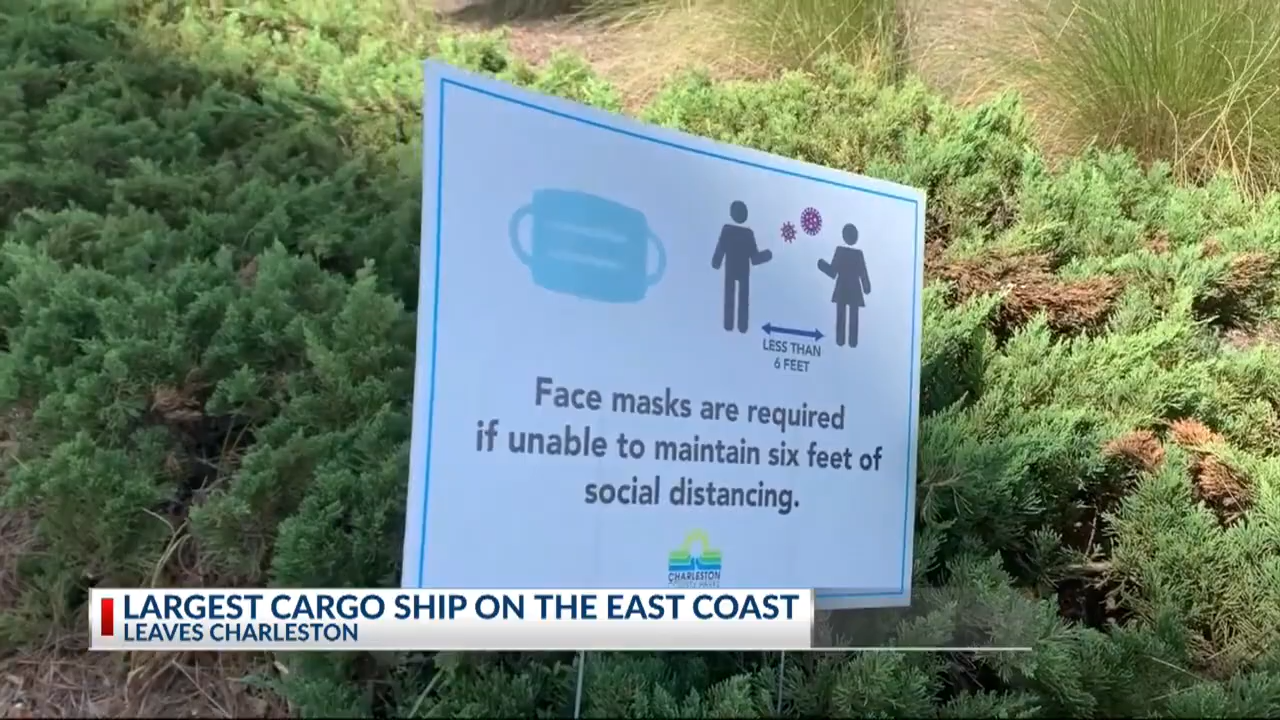 LESS THAN
6 FEET
Face masks are required
if unable to maintain six feet of
social distancing.
CHARLESTON
LARGEST CARGO SHIP ON THE EAST COAST
LEAVES CHARLESTON